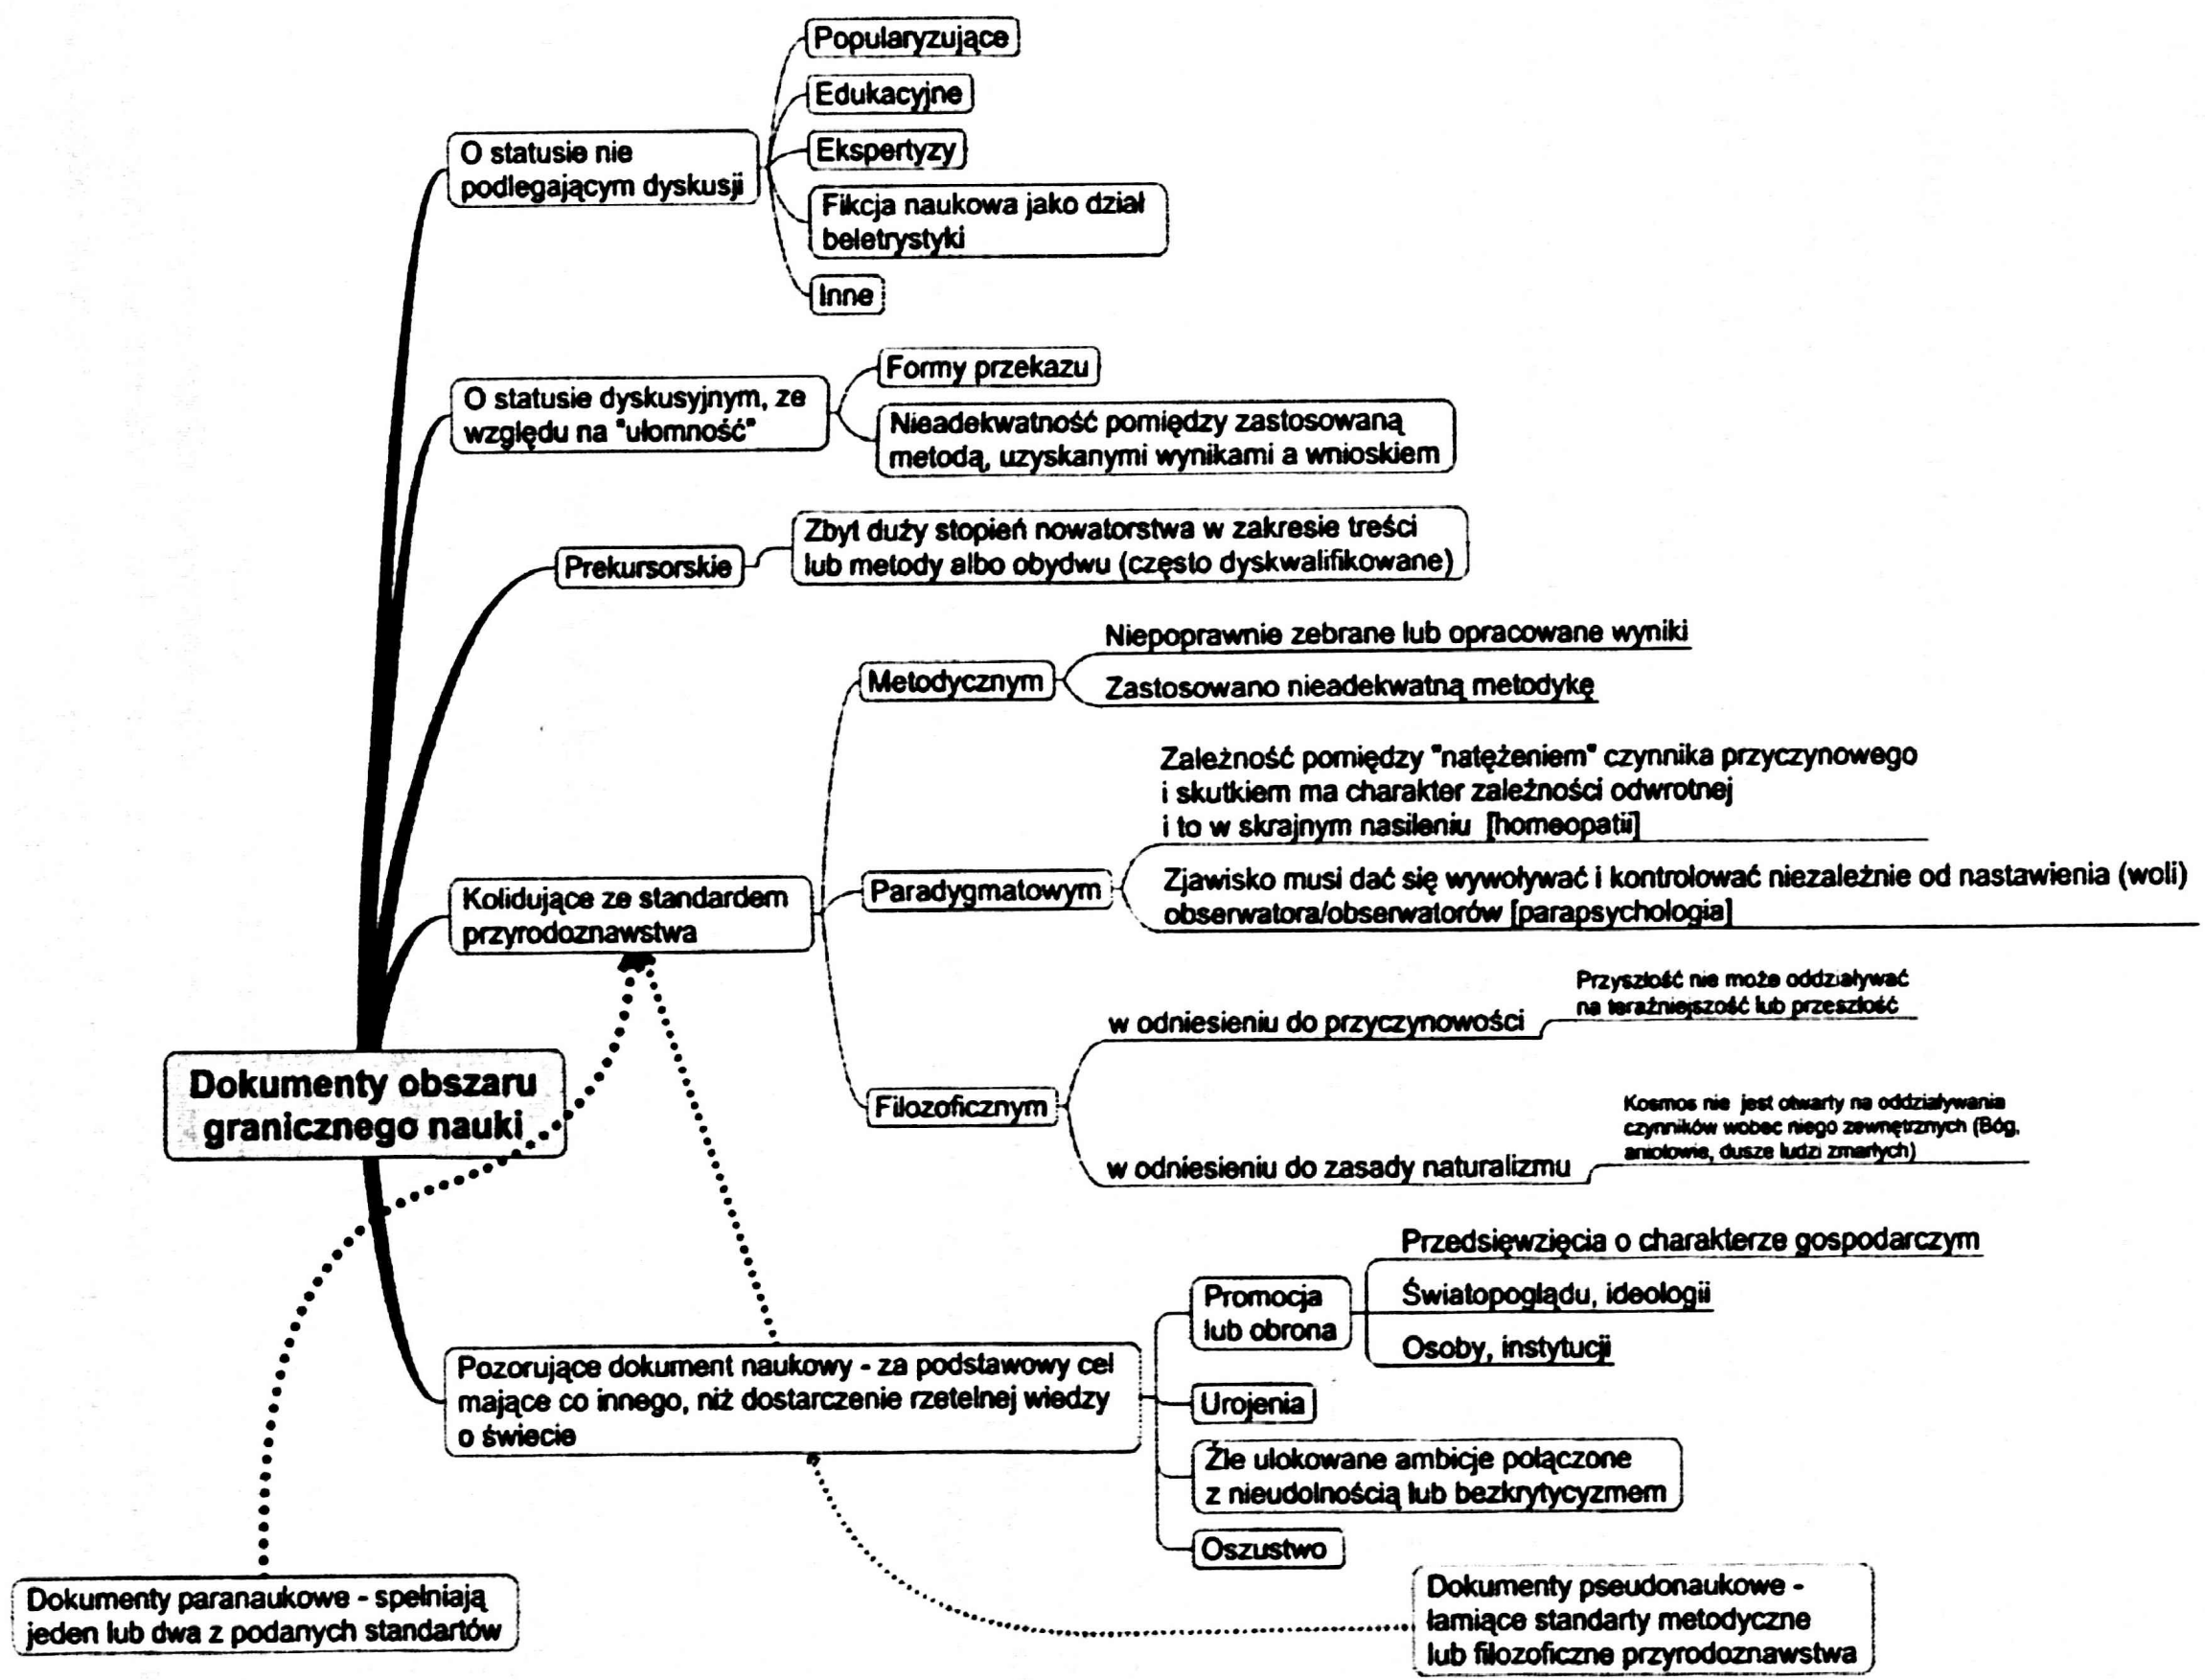 Popularyzujące
Edukacyjne
O statusie nie
podlegającym dyskusji
Ekspertyzy
Fikcja naukowa jako dział
beletrystyki
Inne
Formy przekazu
O statusie dyskusyjnym, ze
względu na "ułomność"
Nieadekwatność pomiędzy zastosowaną
metodą, uzyskanymi wynikami a wnioskiem
Prekursorskie
Zbyt duży stopień nowatorstwa w zakresie treści
lub metody albo obydwu (często dyskwalifikowane)
Niepoprawnie zebrane lub opracowane wyniki
Metodycznym
Zastosowano nieadekwatną metodykę
Zależność pomiędzy "natężeniem" czynnika przyczynowego
i skutkiem ma charakter zależności odwrotnej
i to w skrajnym nasileniu [homeopatii]
Kolidujące ze standardem
przyrodoznawstwa
Paradygmatowym
Zjawisko musi dać się wywoływać i kontrolować niezależnie od nastawienia (woli)
obserwatora/obserwatorów [parapsychologia]
Przyszłość nie może oddziaływać
na teraźniejszość lub przeszłość
w odniesieniu do przyczynowości
Filozoficznym
Kosmos nie jest otwarty na oddziaływania
czynników wobec niego zewnętrznych (Bóg,
aniołowie, dusze ludzi zmarłych)
w odniesieniu do zasady naturalizmu
Dokumenty obszaru
granicznego nauki
Przedsięwzięcia o charakterze gospodarczym
Promocja
lub obrona
Światopoglądu, ideologii
Osoby, instytucji
Pozorujące dokument naukowy - za podstawowy cel
mające co innego, niż dostarczenie rzetelnej wiedzy
o świecie
Urojenia
Źle ulokowane ambicje połączone
z nieudolnością lub bezkrytycyzmem
Oszustwo
Dokumenty paranaukowe - spełniają
jeden lub dwa z podanych standartów
Dokumenty pseudonaukowe -
łamiące standarty metodyczne
lub filozoficzne przyrodoznawstwa